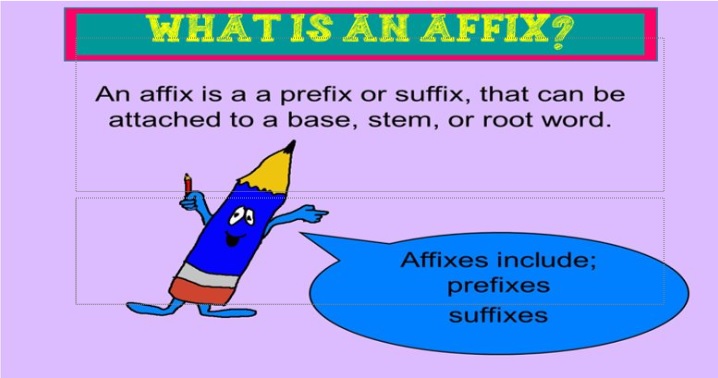 WHAT IS AN AFFIX?
An affix is a a prefix or suffix, that can be
attached to a base, stem, or root word.
Affixes include;
prefixes
suffixes